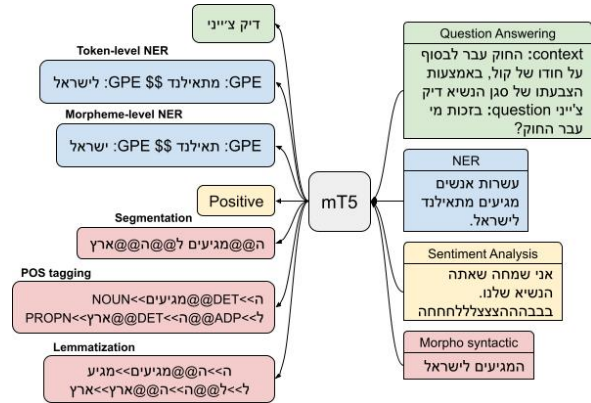 דיק צ'ייני
Token-level NER
GPE: מתאילנד $$ GPE: לישראל
Morpheme-level NER
GPE: תאילנד $$ GPE: ישראל
Positive
Segmentation
ה@@מגיעים ל@@ה@@ארץ
POS tagging
ה<<DET@@מגיעים<<NOUN
ל<<ADP@@ה<<DET@@ארץ<<PROPN
Lemmatization
ה<<ה@@מגיעים<<מגיע
ל<<ל@@ה<<ה@@ארץ<<ארץ
mT5
Question Answering
context: החוק עבר לבסוף
על חודו של קול, באמצעות
הצבעתו של סגן הנשיא דיק
צ'ייני question: בזכות מי
עבר החוק?
NER
עשרות אנשים
מגיעים מתאילנד
לישראל.
Sentiment Analysis
אני שמחה שאתה
הנשיא שלנו.
בבבהההצצצלללחחחה
Morpho syntactic
המגיעים לישראל